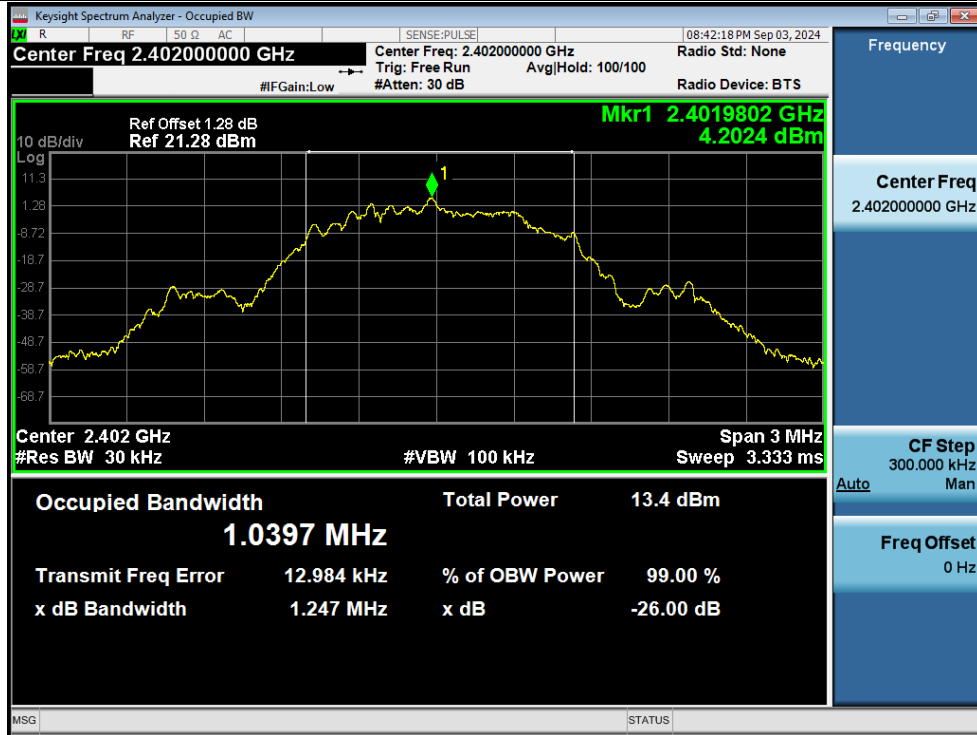 Keysight Spectrum Analyzer - Occupied BW
LXI R RF 50 Ω AC SENSE:PULSE 08:42:18 PM Sep 03, 2024
Center Freq 2.402000000 GHz
Center Freq: 2.402000000 GHz
Radio Std: None
Trig: Free Run Avg|Hold: 100/100
#IFGain:Low
#Atten: 30 dB
Radio Device: BTS
Mkr1 2.4019802 GHz
4.2024 dBm
Ref Offset 1.28 dB
10 dB/div Ref 21.28 dBm
Log
1
11.3
1.28
-8.72
-18.7
-28.7
-38.7
-48.7
-58.7
-68.7
Center 2.402 GHz Span 3 MHz
#Res BW 30 kHz #VBW 100 kHz Sweep 3.333 ms
Occupied Bandwidth Total Power 13.4 dBm
1.0397 MHz
Transmit Freq Error 12.984 kHz % of OBW Power 99.00 %
x dB Bandwidth 1.247 MHz x dB -26.00 dB
Frequency
Center Freq
2.402000000 GHz
CF Step
300.000 kHz
Auto Man
Freq Offset
0 Hz
MSG STATUS